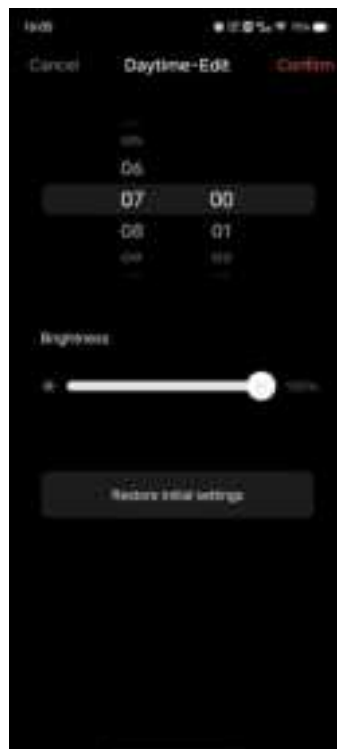 Cancel Daytime-Edit Confirm
06
07 00
08 01
Brightness
Restore initial settings